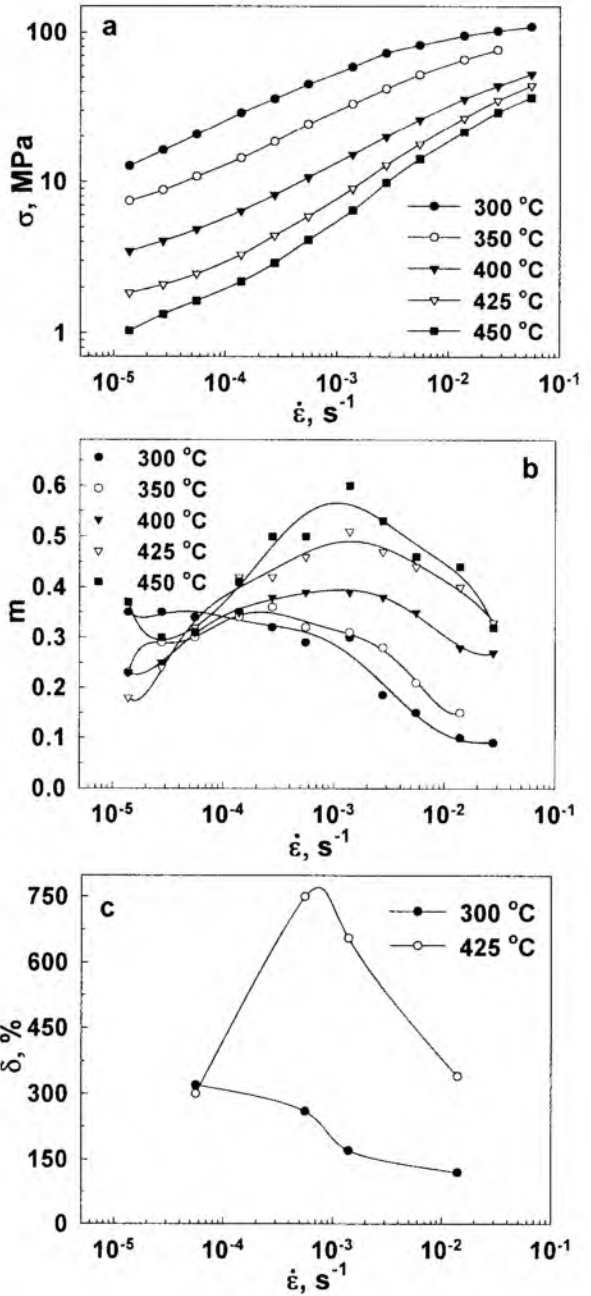 a
100
10
1
σ, MPa
300 °C
350 °C
400 °C
425 °C
450 °C
10-5 10-4 10-3 10-2 10-1
ε̇, s-1
b
0.6
0.5
0.4
0.3
0.2
0.1
0.0
m
300 °C
350 °C
400 °C
425 °C
450 °C
10-5 10-4 10-3 10-2 10-1
ε̇, s-1
c
750
600
450
300
150
0
δ, %
300 °C
425 °C
10-5 10-4 10-3 10-2 10-1
ε̇, s-1